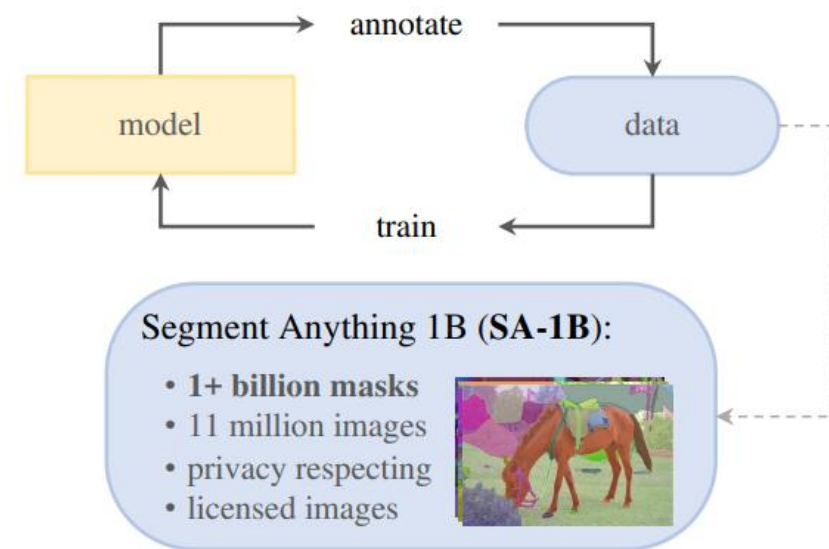 annotate
model
data
train
Segment Anything 1B (SA-1B):
• 1+ billion masks
• 11 million images
• privacy respecting
• licensed images